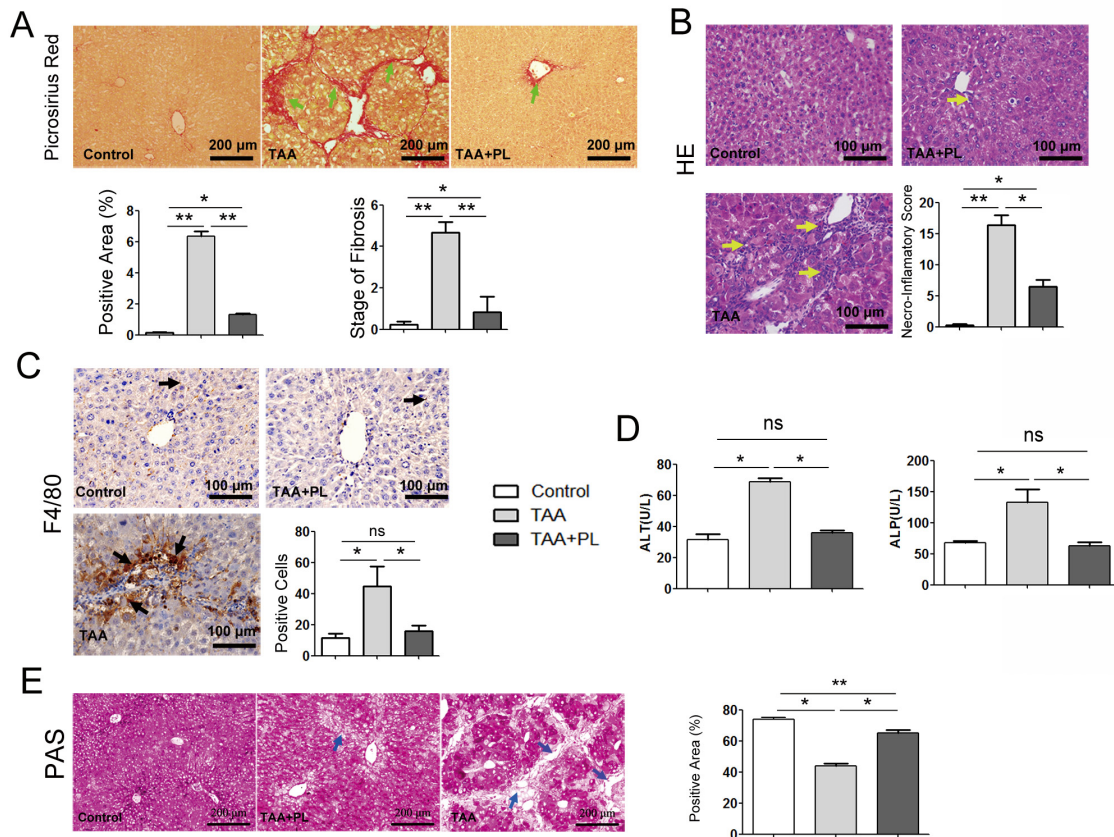 A
Picrosirius Red
Control
200 µm
TAA
200 µm
TAA+PL
200 µm
Positive Area (%)
8
6
4
2
0
*
** **
Stage of Fibrosis
6
4
2
0
*
** **
B
HE
Control
100 µm
TAA+PL
100 µm
TAA
100 µm
Necro-Inflamatory Score
20
15
10
5
0
*
** *
C
F4/80
Control
100 µm
TAA+PL
100 µm
TAA
100 µm
Positive Cells
80
60
40
20
0
ns
* *
Control
TAA
TAA+PL
D
ALT(U/L)
80
60
40
20
0
ns
* *
ALP(U/L)
200
150
100
50
0
ns
* *
E
PAS
Control
200 µm
TAA+PL
200 µm
TAA
200 µm
Positive Area (%)
80
60
40
20
0
**
* *